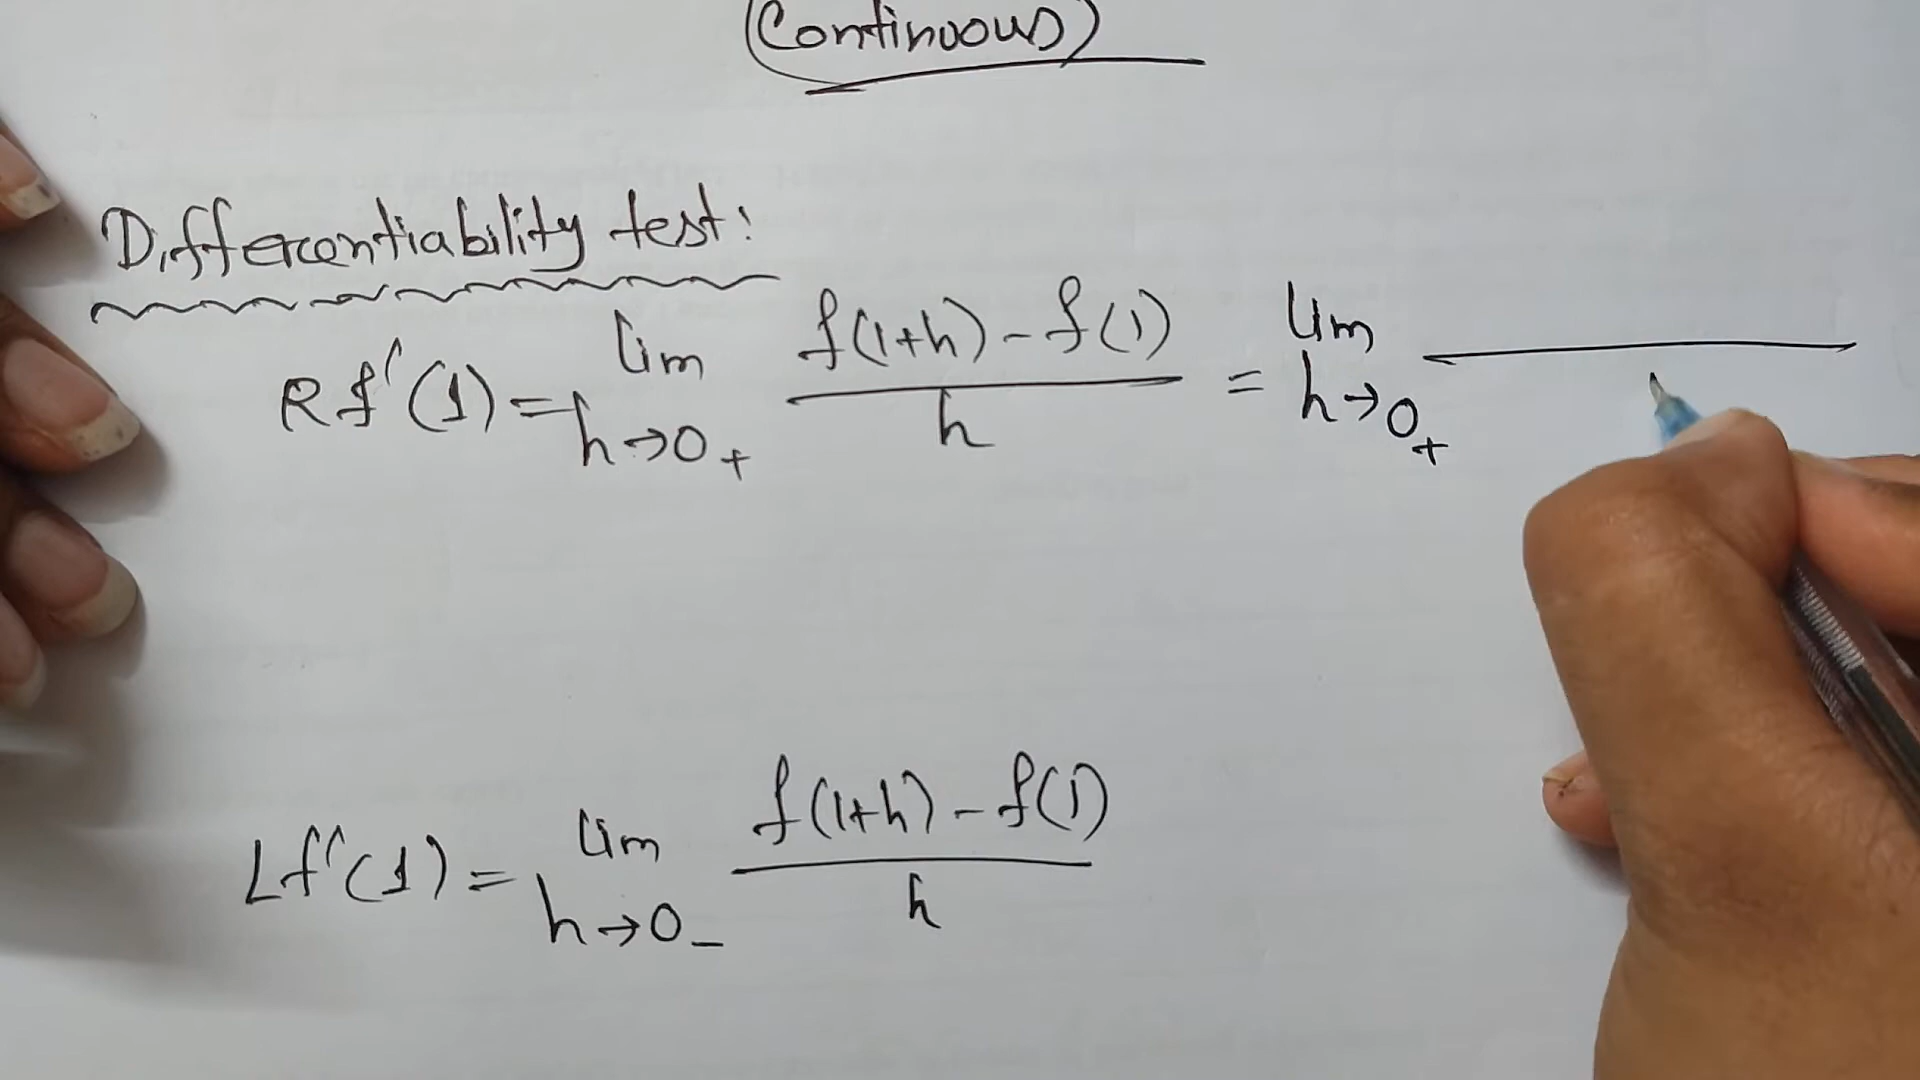 Continuous
Differentiability test:
Rf'(1) = lim h→0+ f(1+h) - f(1) / h = lim h→0+
Lf'(1) = lim h→0- f(1+h) - f(1) / h